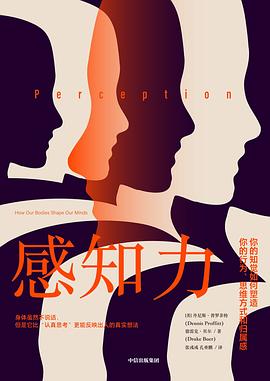 Perception
How Our Bodies Shape Our Minds
感知力
你的知觉如何塑造
你的行为、思维方式和归属感
身体虽然不说话，
但是它比“认真思考”更能反映出人的真实想法
[美] 丹尼斯·普罗菲特
(Dennis Proffitt)
德雷克·贝尔 / 著
(Drake Baer)
张彧彧 孔垂鹏 / 译
中信出版集团